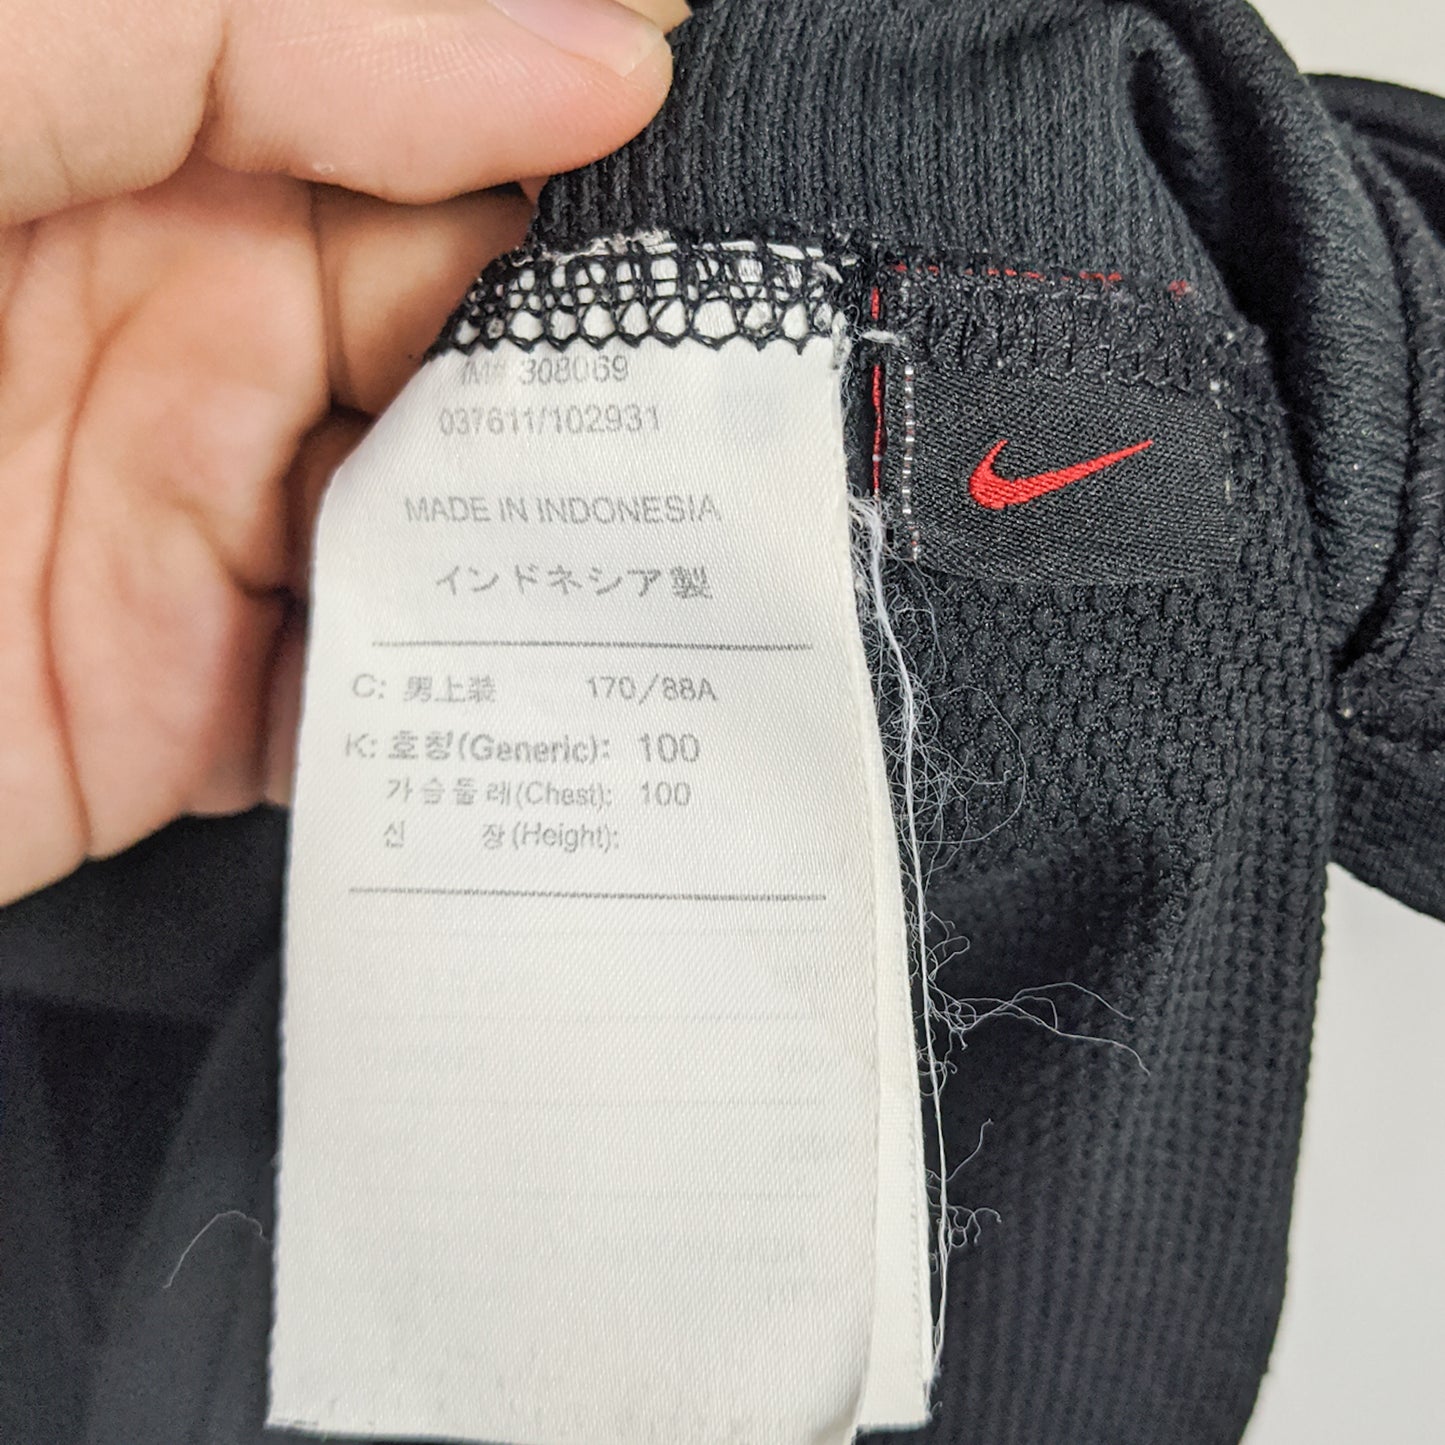 IM# 308069
037611/102931
MADE IN INDONESIA
インドネシア製
C: 男上装 170/88A
K: 호칭(Generic): 100
가슴둘레(Chest): 100
신 장(Height):